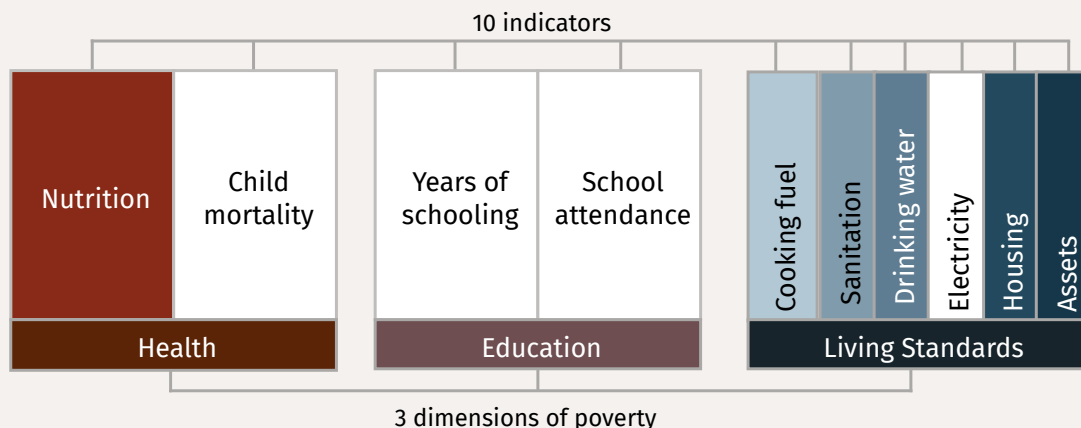 10 indicators
Nutrition
Child
mortality
Years of
schooling
School
attendance
Cooking fuel
Sanitation
Drinking water
Electricity
Housing
Assets
Health
Education
Living Standards
3 dimensions of poverty